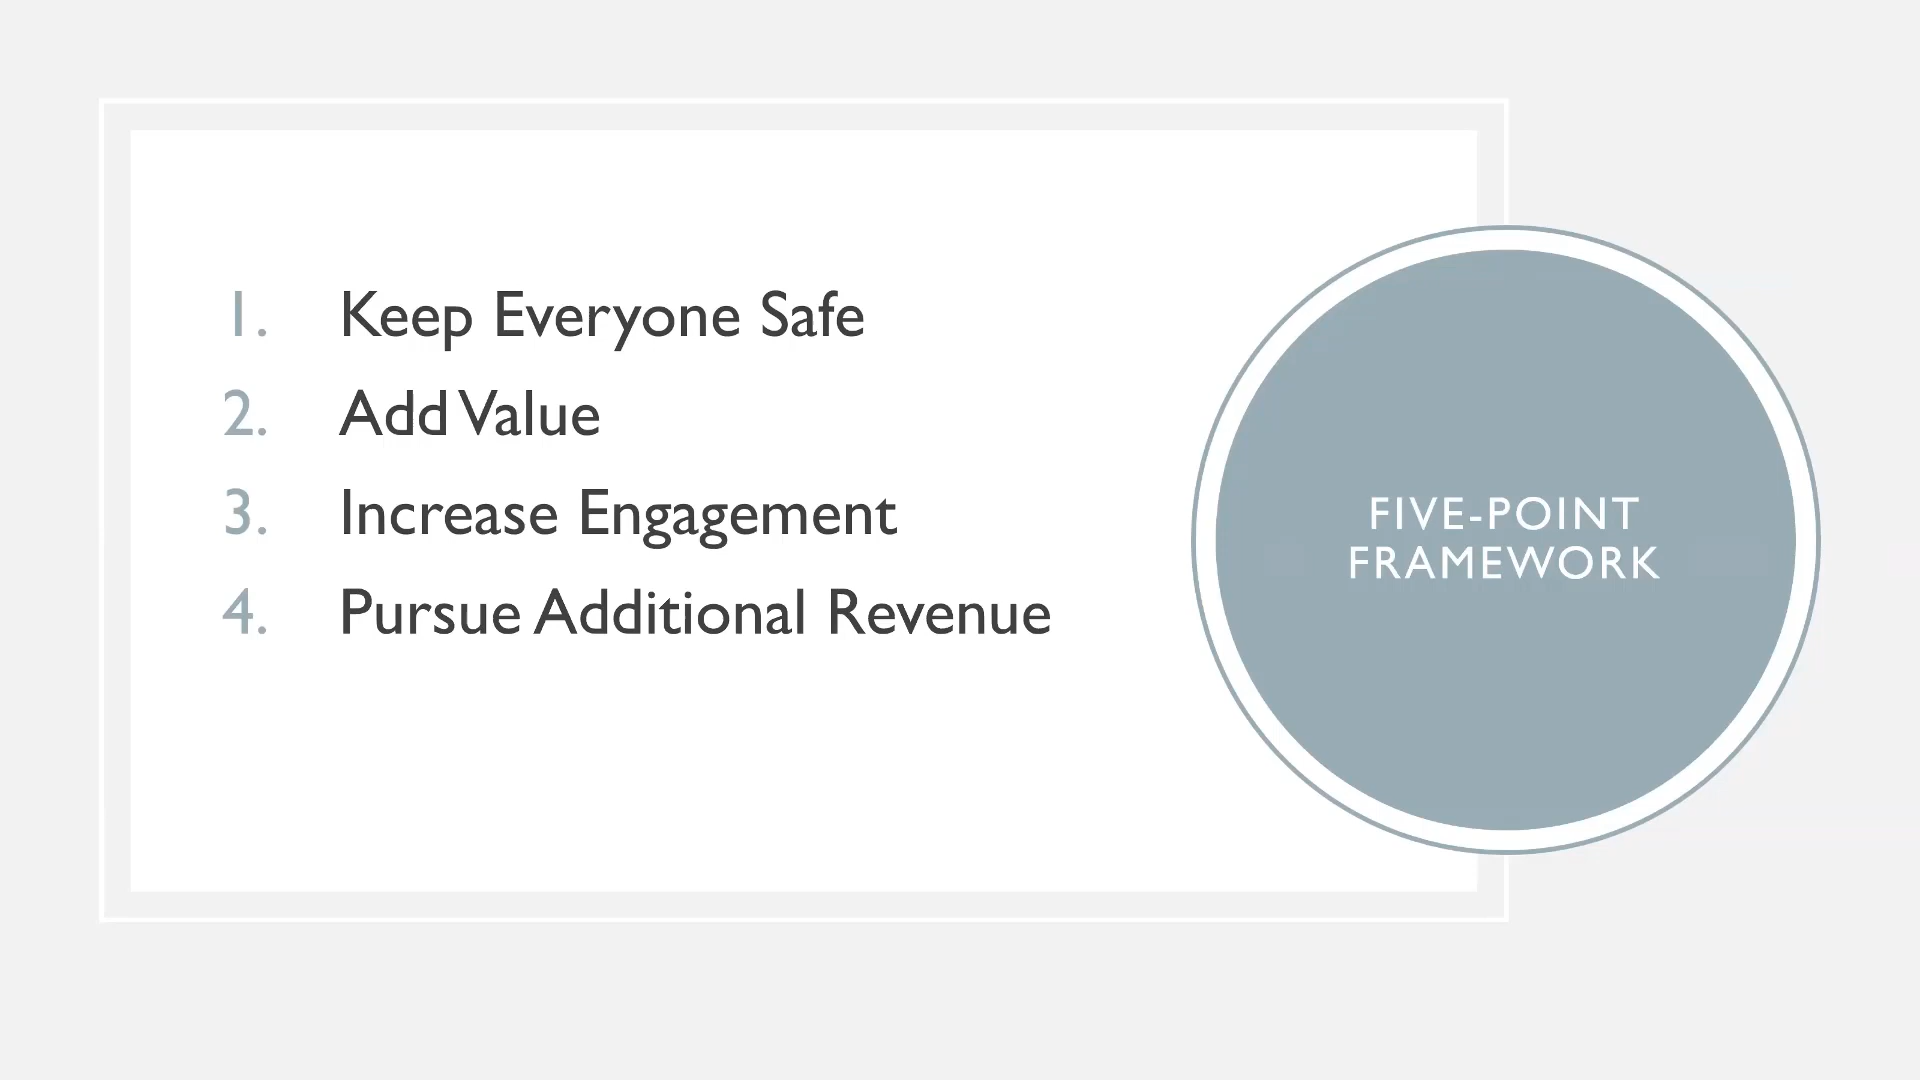 1. Keep Everyone Safe
2. Add Value
3. Increase Engagement
4. Pursue Additional Revenue
FIVE-POINT
FRAMEWORK